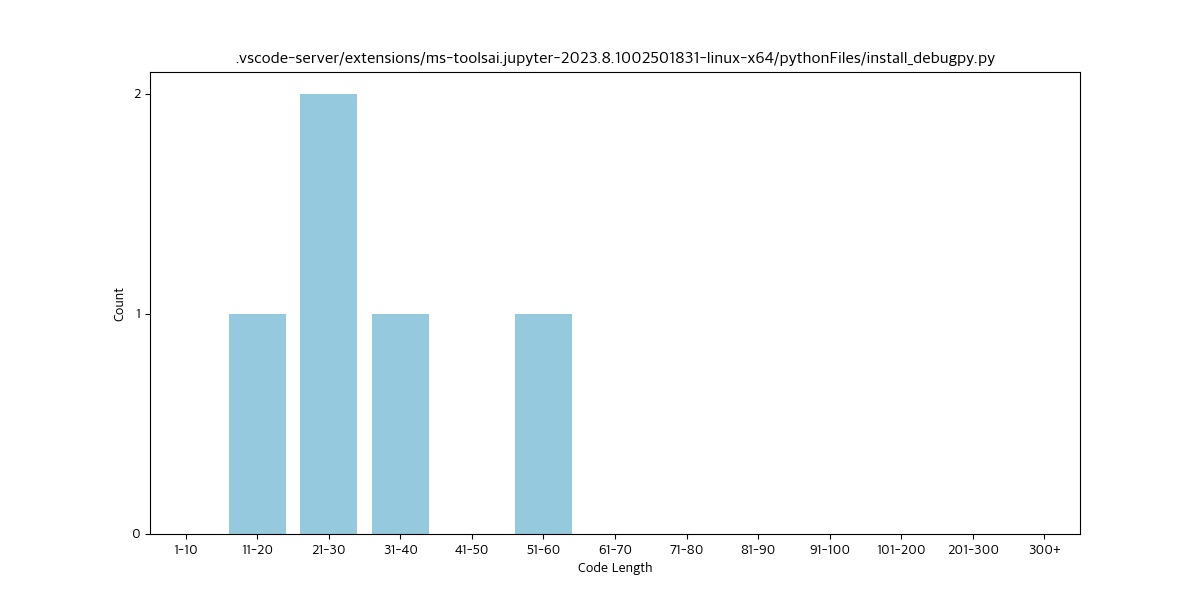 .vscode-server/extensions/ms-toolsai.jupyter-2023.8.1002501831-linux-x64/pythonFiles/install_debugpy.py
2
1
0
Count
1-10 11-20 21-30 31-40 41-50 51-60 61-70 71-80 81-90 91-100 101-200 201-300 300+
Code Length